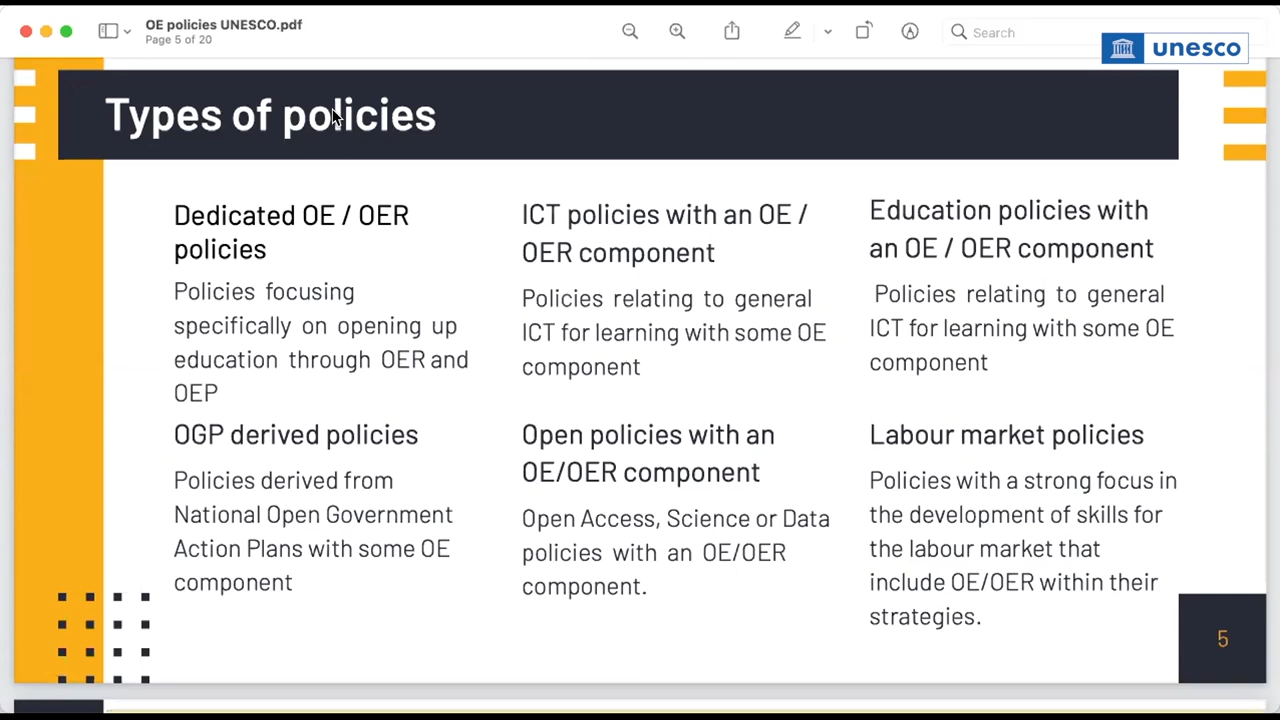 OE policies UNESCO.pdf
Page 5 of 20
Search
unesco
Types of policies
Dedicated OE / OER
policies
Policies focusing
specifically on opening up
education through OER and
OEP
ICT policies with an OE /
OER component
Policies relating to general
ICT for learning with some OE
component
Education policies with
an OE / OER component
Policies relating to general
ICT for learning with some OE
component
OGP derived policies
Policies derived from
National Open Government
Action Plans with some OE
component
Open policies with an
OE/OER component
Open Access, Science or Data
policies with an OE/OER
component.
Labour market policies
Policies with a strong focus in
the development of skills for
the labour market that
include OE/OER within their
strategies.
5